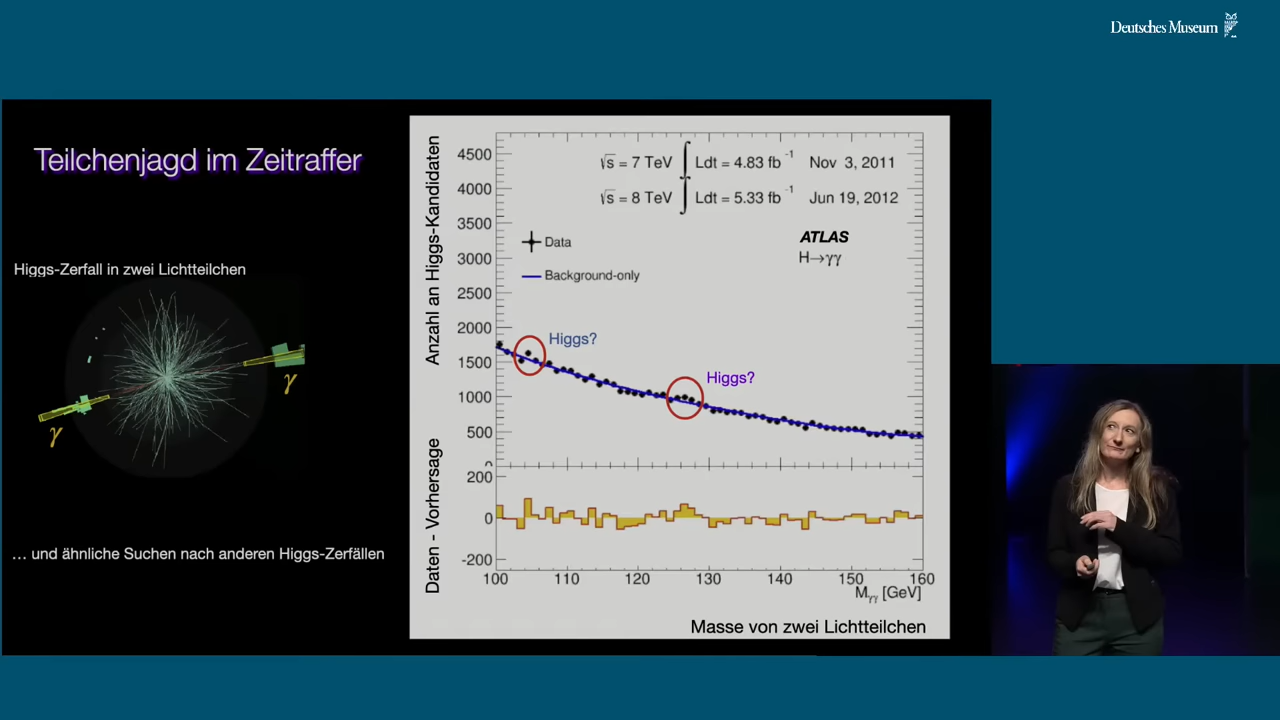 Deutsches Museum
Teilchenjagd im Zeitraffer
Higgs-Zerfall in zwei Lichtteilchen
γ
γ
… und ähnliche Suchen nach anderen Higgs-Zerfällen
Anzahl an Higgs-Kandidaten
4500
4000
3500
3000
2500
2000
1500
1000
500
0
√s = 7 TeV ∫ Ldt = 4.83 fb⁻¹ Nov 3, 2011
√s = 8 TeV ∫ Ldt = 5.33 fb⁻¹ Jun 19, 2012
Data
Background-only
ATLAS
H→γγ
Higgs?
Higgs?
Daten - Vorhersage
200
0
-200
100 110 120 130 140 150 160
Mγγ [GeV]
Masse von zwei Lichtteilchen